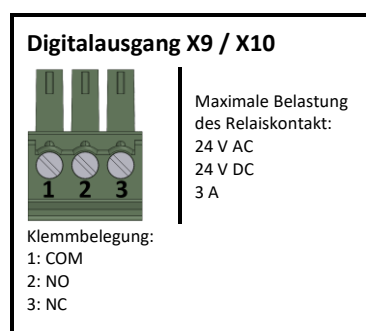 Digitalausgang X9 / X10
Maximale Belastung
des Relaiskontakt:
24 V AC
24 V DC
3 A
1 2 3
Klemmbelegung:
1: COM
2: NO
3: NC